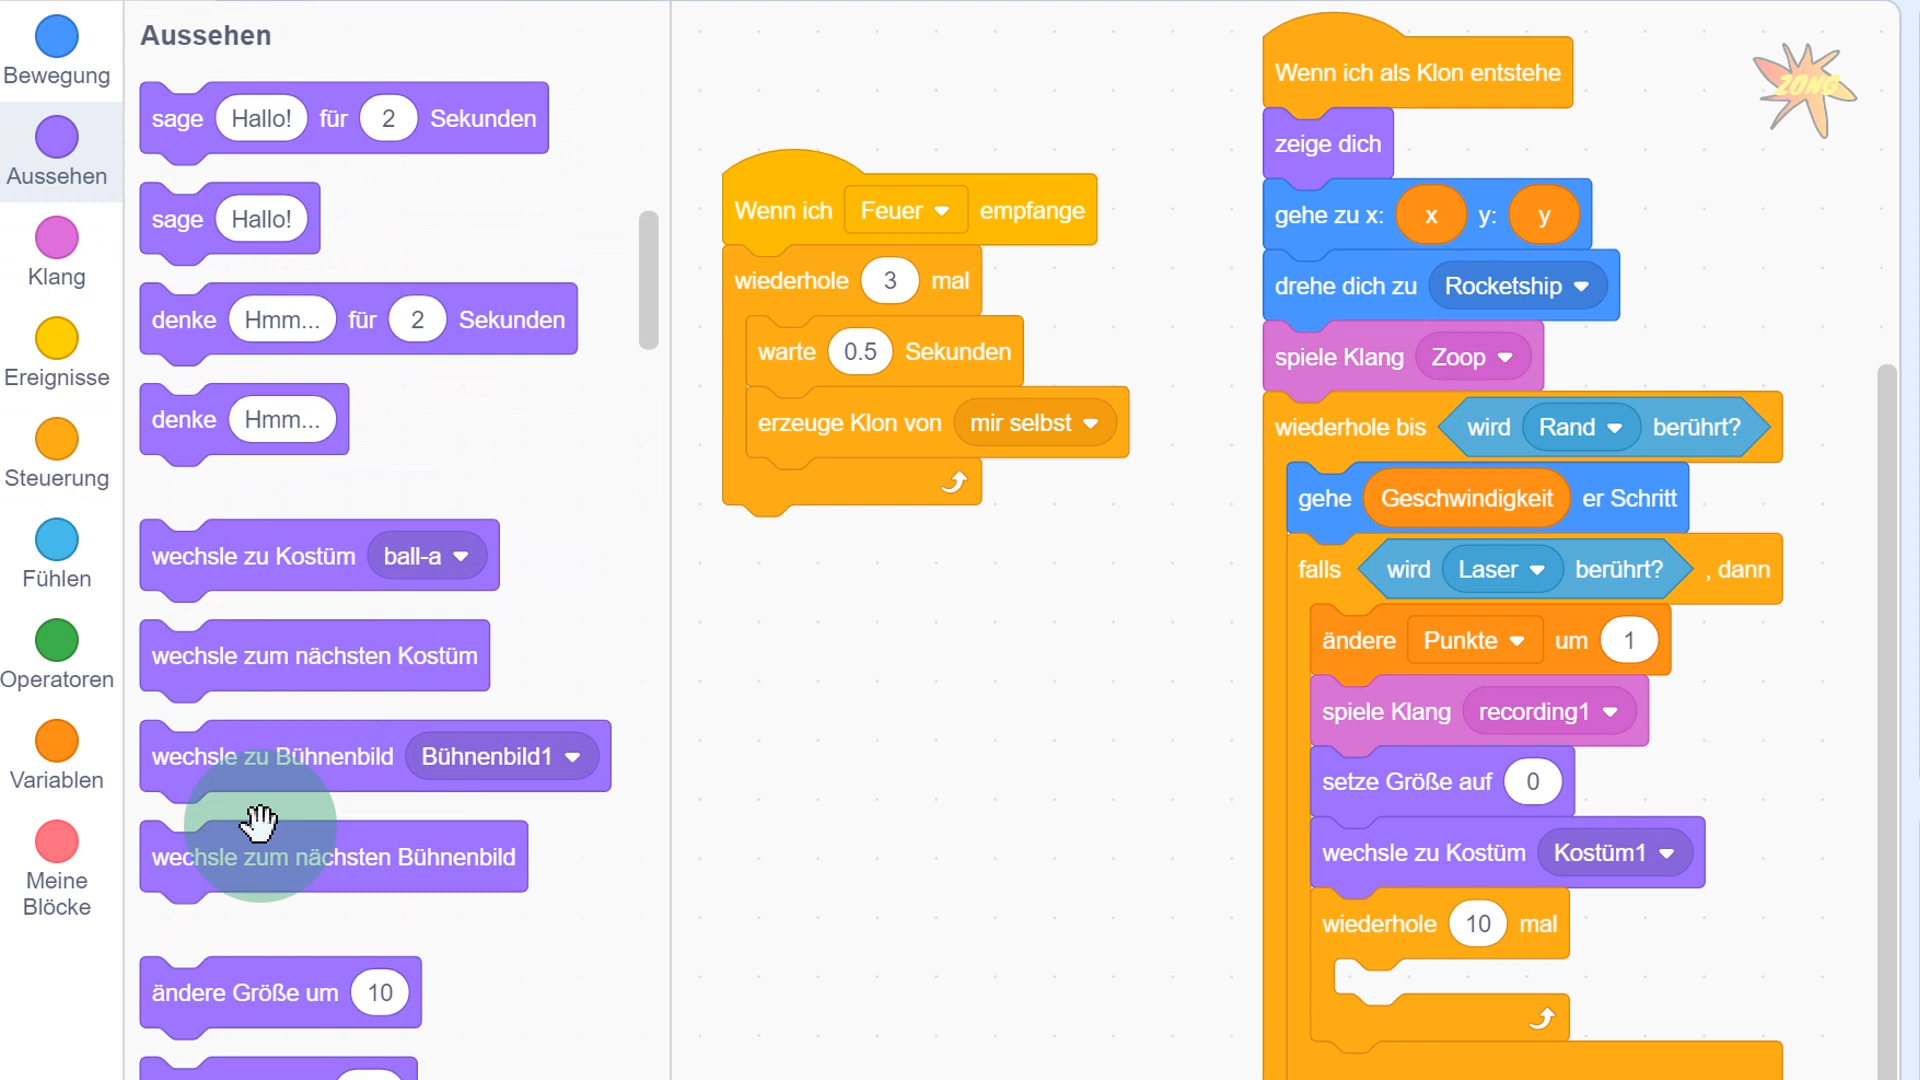 Bewegung
Aussehen
Klang
Ereignisse
Steuerung
Fühlen
Operatoren
Variablen
Meine
Blöcke
Aussehen
sage Hallo! für 2 Sekunden
sage Hallo!
denke Hmm... für 2 Sekunden
denke Hmm...
wechsle zu Kostüm ball-a
wechsle zum nächsten Kostüm
wechsle zu Bühnenbild Bühnenbild1
wechsle zum nächsten Bühnenbild
ändere Größe um 10
Wenn ich Feuer empfange
wiederhole 3 mal
warte 0.5 Sekunden
erzeuge Klon von mir selbst
Wenn ich als Klon entstehe
zeige dich
gehe zu x: x y: y
drehe dich zu Rocketship
spiele Klang Zoop
wiederhole bis wird Rand berührt?
gehe Geschwindigkeit er Schritt
falls wird Laser berührt? , dann
ändere Punkte um 1
spiele Klang recording1
setze Größe auf 0
wechsle zu Kostüm Kostüm1
wiederhole 10 mal
ZONG